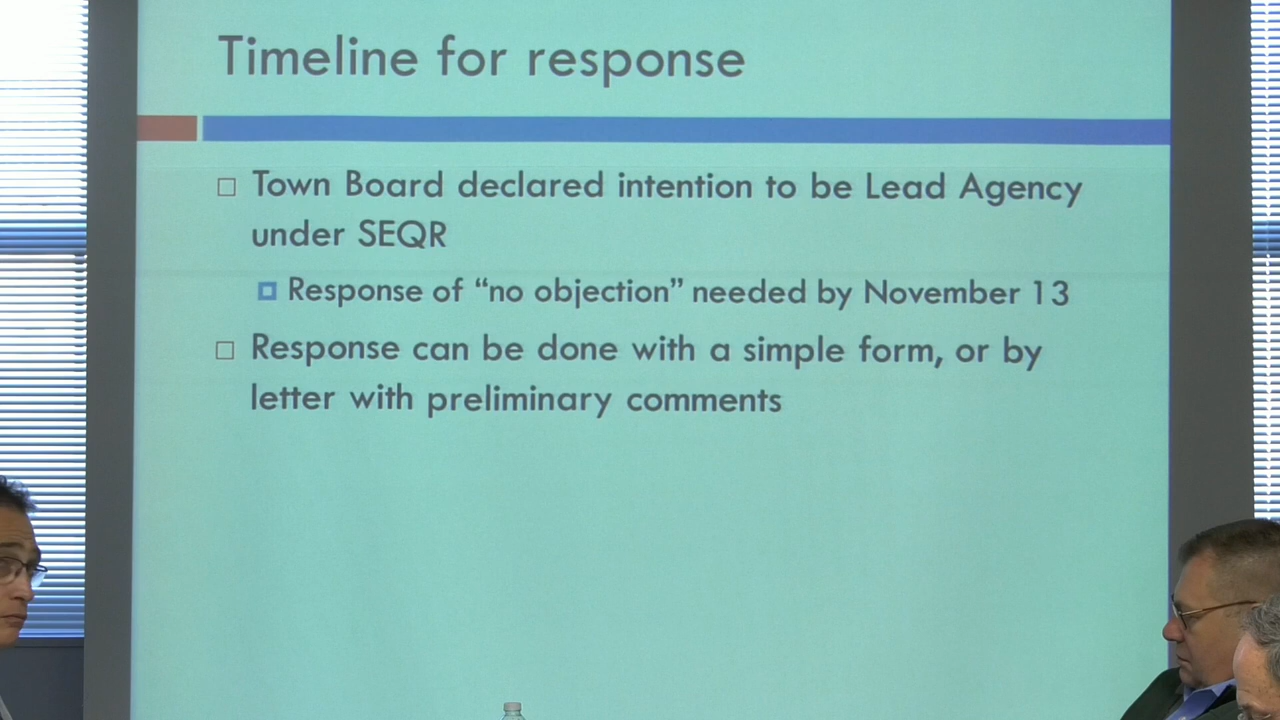 Timeline for response
Town Board declared intention to be Lead Agency
under SEQR
Response of “no objection” needed by November 13
Response can be done with a simple form, or by
letter with preliminary comments